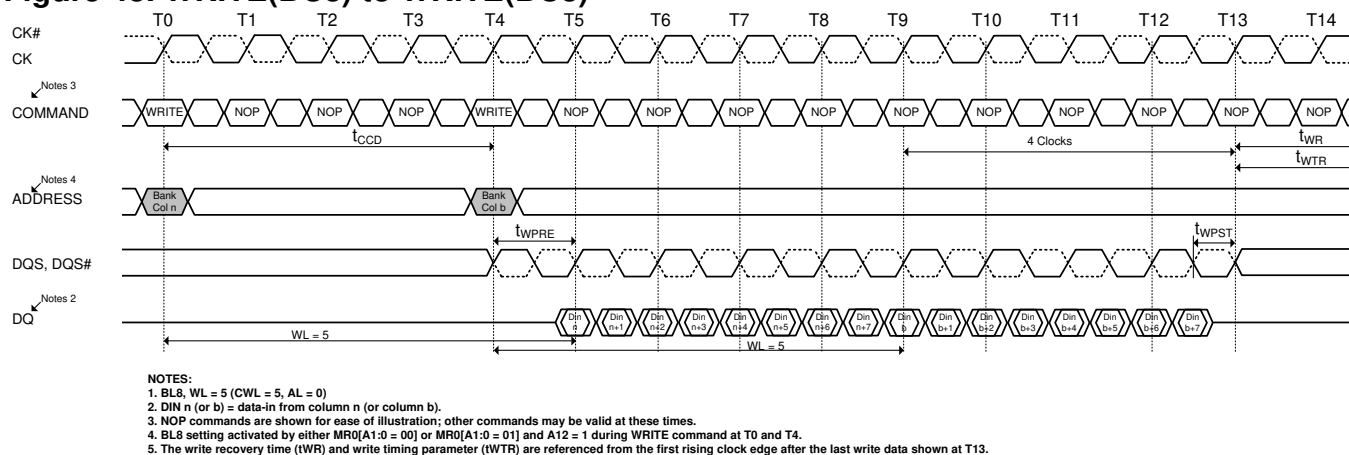 T0 T1 T2 T3 T4 T5 T6 T7 T8 T9 T10 T11 T12 T13 T14
CK#
CK
Notes 3
COMMAND WRITE NOP NOP NOP WRITE NOP NOP NOP NOP NOP NOP NOP NOP NOP NOP
tCCD 4 Clocks tWR
tWTR
Notes 4
ADDRESS Bank Col n Bank Col b
tWPRE tWPST
DQS, DQS#
Notes 2
DQ Din n Din n+1 Din n+2 Din n+3 Din n+4 Din n+5 Din n+6 Din n+7 Din b Din b+1 Din b+2 Din b+3 Din b+4 Din b+5 Din b+6 Din b+7
WL = 5 WL = 5
NOTES:
1. BL8, WL = 5 (CWL = 5, AL = 0)
2. DIN n (or b) = data-in from column n (or column b).
3. NOP commands are shown for ease of illustration; other commands may be valid at these times.
4. BL8 setting activated by either MR0[A1:0 = 00] or MR0[A1:0 = 01] and A12 = 1 during WRITE command at T0 and T4.
5. The write recovery time (tWR) and write timing parameter (tWTR) are referenced from the first rising clock edge after the last write data shown at T13.